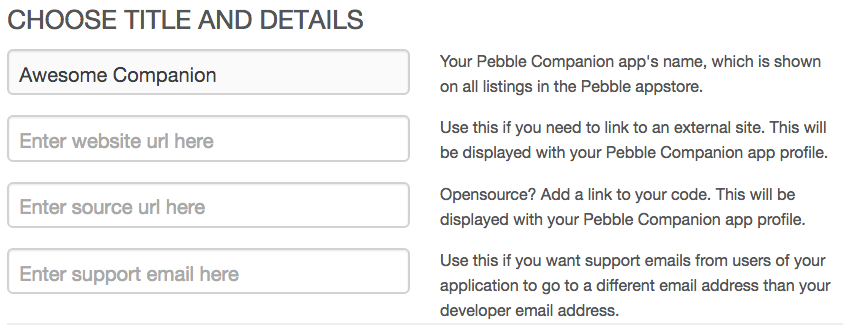 CHOOSE TITLE AND DETAILS
Awesome Companion
Your Pebble Companion app's name, which is shown
on all listings in the Pebble appstore.
Enter website url here
Use this if you need to link to an external site. This will
be displayed with your Pebble Companion app profile.
Enter source url here
Opensource? Add a link to your code. This will be
displayed with your Pebble Companion app profile.
Enter support email here
Use this if you want support emails from users of your
application to go to a different email address than your
developer email address.